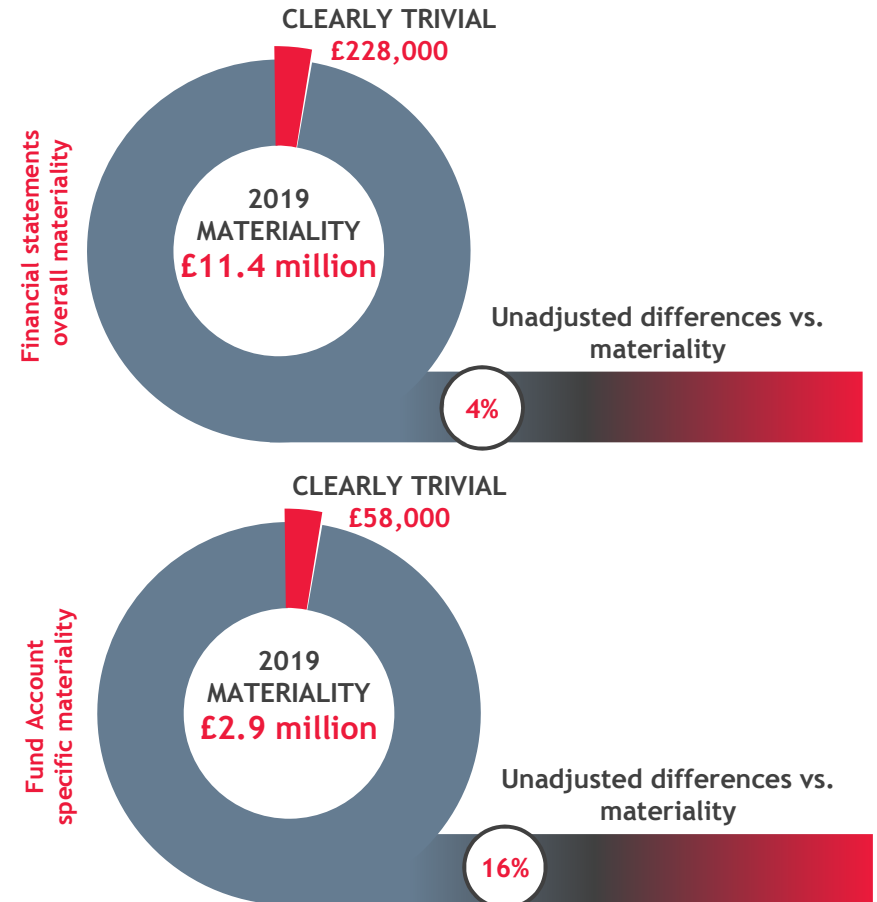 CLEARLY TRIVIAL
£228,000
Financial statements
overall materiality
2019
MATERIALITY
£11.4 million
Unadjusted differences vs.
materiality
4%
CLEARLY TRIVIAL
£58,000
Fund Account
specific materiality
2019
MATERIALITY
£2.9 million
Unadjusted differences vs.
materiality
16%